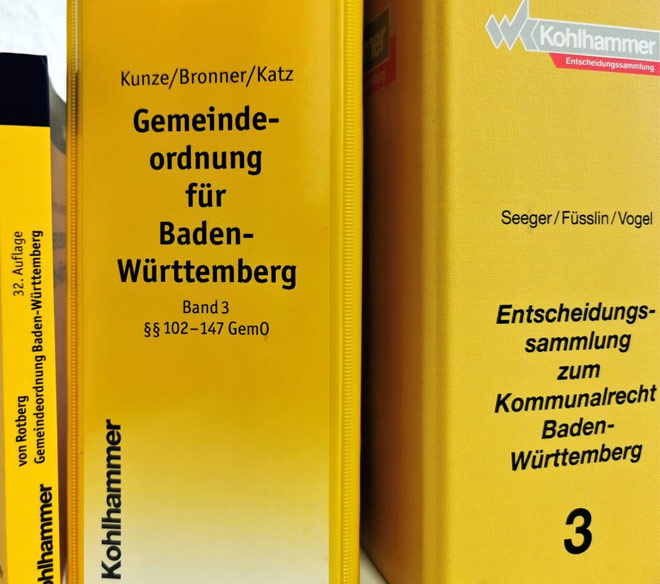 32. Auflage
von Rotberg
Gemeindeordnung Baden-Württemberg
Kunze/Bronner/Katz
Gemeinde-
ordnung
für
Baden-
Württemberg
Band 3
§§ 102–147 GemO
Kohlhammer
Kohlhammer
Entscheidungssammlung
Seeger/Füsslin/Vogel
Entscheidungs-
sammlung
zum
Kommunalrecht
Baden-
Württemberg
3